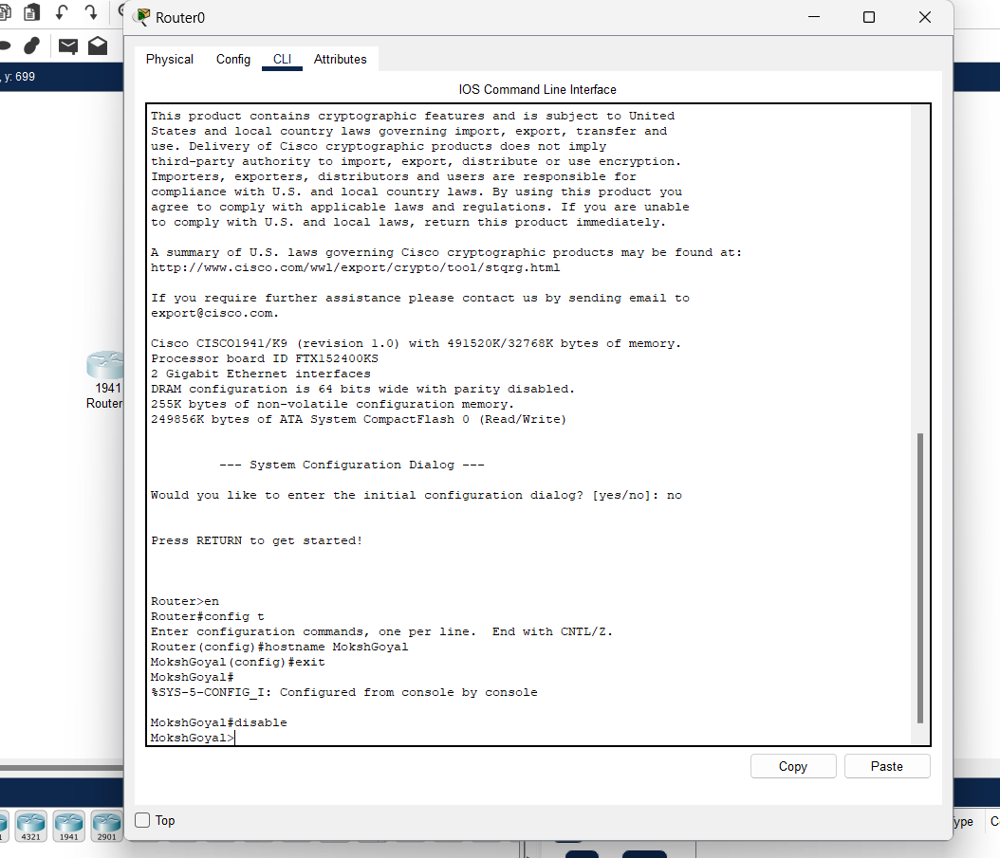 Router0
Physical Config CLI Attributes
, y: 699
IOS Command Line Interface
This product contains cryptographic features and is subject to United
States and local country laws governing import, export, transfer and
use. Delivery of Cisco cryptographic products does not imply
third-party authority to import, export, distribute or use encryption.
Importers, exporters, distributors and users are responsible for
compliance with U.S. and local country laws. By using this product you
agree to comply with applicable laws and regulations. If you are unable
to comply with U.S. and local laws, return this product immediately.
A summary of U.S. laws governing Cisco cryptographic products may be found at:
http://www.cisco.com/wwl/export/crypto/tool/stqrg.html
If you require further assistance please contact us by sending email to
export@cisco.com.
Cisco CISCO1941/K9 (revision 1.0) with 491520K/32768K bytes of memory.
Processor board ID FTX152400KS
2 Gigabit Ethernet interfaces
DRAM configuration is 64 bits wide with parity disabled.
255K bytes of non-volatile configuration memory.
249856K bytes of ATA System CompactFlash 0 (Read/Write)
--- System Configuration Dialog ---
Would you like to enter the initial configuration dialog? [yes/no]: no
Press RETURN to get started!
Router>en
Router#config t
Enter configuration commands, one per line. End with CNTL/Z.
Router(config)#hostname MokshGoyal
MokshGoyal(config)#exit
MokshGoyal#
%SYS-5-CONFIG_I: Configured from console by console
MokshGoyal#disable
MokshGoyal>
1941
Router
Copy Paste
Top
4321 1941 2901